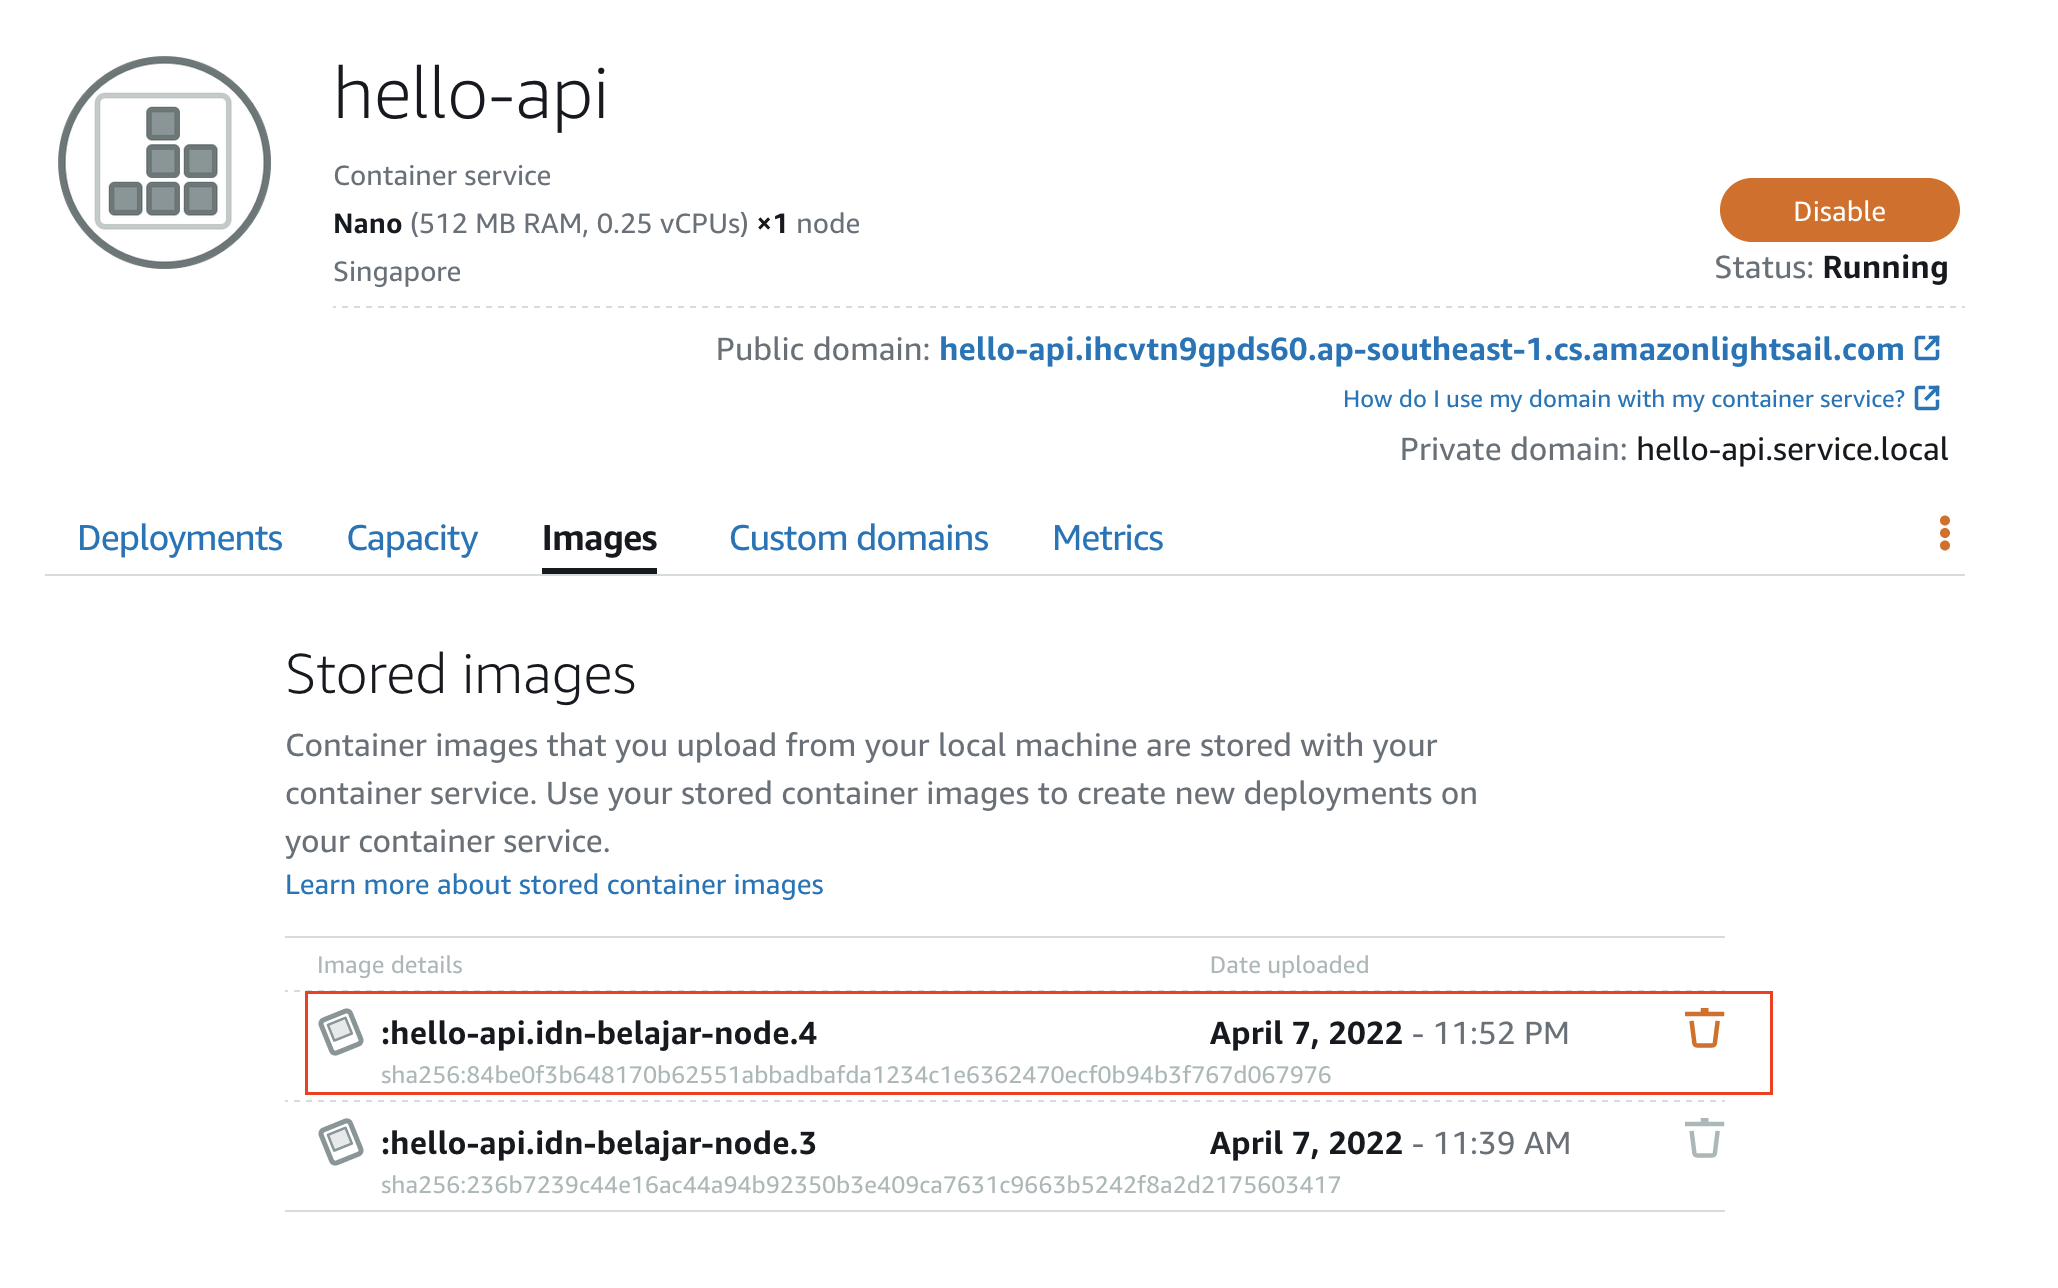 hello-api
Container service
Nano (512 MB RAM, 0.25 vCPUs) ×1 node
Singapore
Disable
Status: Running
Public domain: hello-api.ihcvtn9gpds60.ap-southeast-1.cs.amazonlightsail.com
How do I use my domain with my container service?
Private domain: hello-api.service.local
Deployments Capacity Images Custom domains Metrics
Stored images
Container images that you upload from your local machine are stored with your
container service. Use your stored container images to create new deployments on
your container service.
Learn more about stored container images
Image details Date uploaded
:hello-api.idn-belajar-node.4 April 7, 2022 - 11:52 PM
sha256:84be0f3b648170b62551abbadbafda1234c1e6362470ecf0b94b3f767d067976
:hello-api.idn-belajar-node.3 April 7, 2022 - 11:39 AM
sha256:236b7239c44e16ac44a94b92350b3e409ca7631c9663b5242f8a2d2175603417